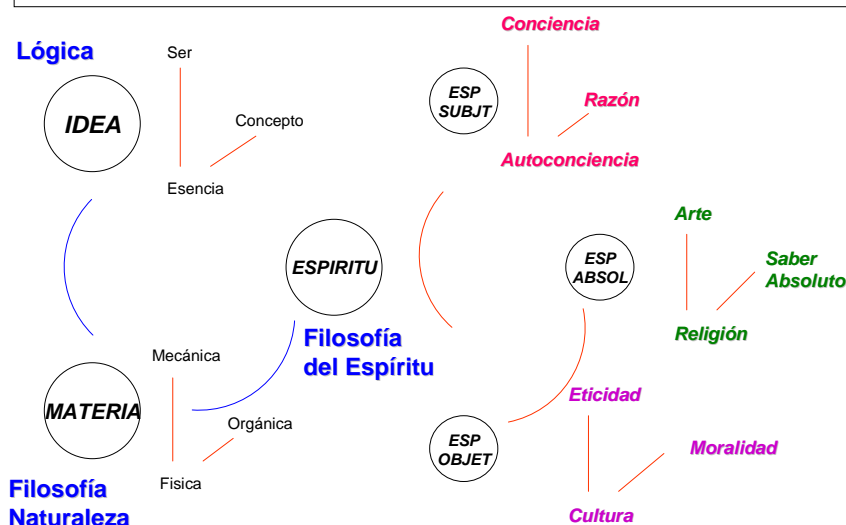 Lógica
IDEA
Ser
Concepto
Esencia
MATERIA
Filosofía
Naturaleza
Mecánica
Orgánica
Fisica
ESPIRITU
Filosofía
del Espíritu
ESP
SUBJT
Conciencia
Razón
Autoconciencia
ESP
ABSOL
Arte
Saber
Absoluto
Religión
ESP
OBJET
Eticidad
Moralidad
Cultura